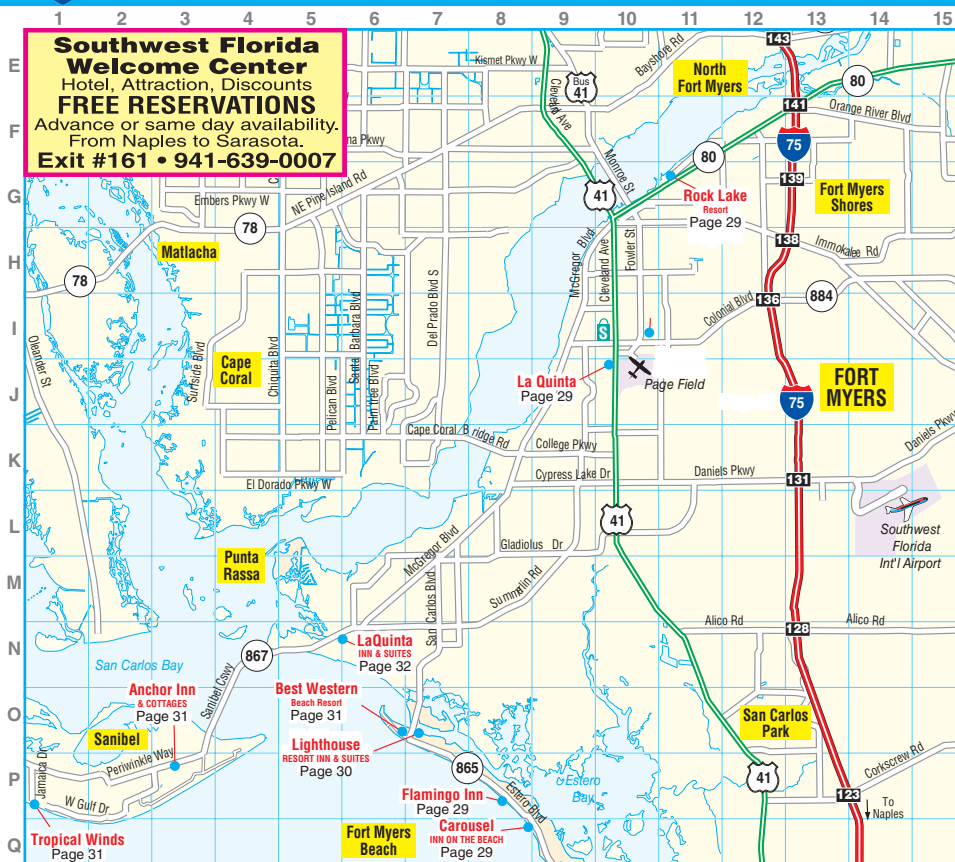 1 2 3 4 5 6 7 8 9 10 11 12 13 14 15
E
F
G
H
I
J
K
L
M
N
O
P
Q
Southwest Florida
Welcome Center
Hotel, Attraction, Discounts
FREE RESERVATIONS
Advance or same day availability.
From Naples to Sarasota.
Exit #161 • 941-639-0007
Kismet Pkwy W
Bus
41
Cleveland Ave
Bayshore Rd
143
North
Fort Myers
80
141
Orange River Blvd
75
na Pkwy
Monroe St
80
139
NE Pine Island Rd
Embers Pkwy W
41
Rock Lake
Resort
Page 29
Fort Myers
Shores
78
Matlacha
138
Immokalee Rd
78
McGregor Blvd
Cleveland Ave
Fowler St
Del Prado Blvd S
136
884
Colonial Blvd
Oleander St
Surfside Blvd
Chiquita Blvd
Santa Barbara Blvd
Pelican Blvd
Palm tree Blvd
Cape
Coral
S
La Quinta
Page 29
Page Field
FORT
MYERS
75
Cape Coral Bridge Rd
College Pkwy
Daniels Pkwy
Cypress Lake Dr
Daniels Pkwy
131
El Dorado Pkwy W
41
Southwest
Florida
Int'l Airport
Gladiolus Dr
McGregor Blvd
Punta
Rassa
San Carlos Blvd
Summerlin Rd
Alico Rd
128
Alico Rd
867
LaQuinta
INN & SUITES
Page 32
San Carlos Bay
Sanibel Cswy
Anchor Inn
& COTTAGES
Page 31
Best Western
Beach Resort
Page 31
Sanibel
San Carlos
Park
Lighthouse
RESORT INN & SUITES
Page 30
Periwinkle Way
Jamaica Dr
865
Estero
Bay
41
Corkscrew Rd
123
W Gulf Dr
Flamingo Inn
Page 29
Estero Blvd
To
Naples
Tropical Winds
Page 31
Fort Myers
Beach
Carousel
INN ON THE BEACH
Page 29